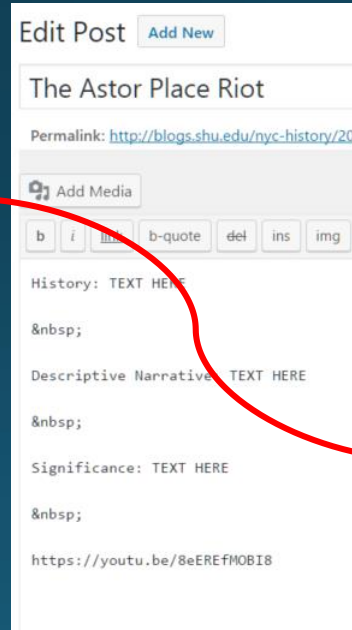 Edit Post Add New
The Astor Place Riot
Permalink: http://blogs.shu.edu/nyc-history/20
Add Media
b i link b-quote del ins img
History: TEXT HERE
&nbsp;
Descriptive Narrative: TEXT HERE
&nbsp;
Significance: TEXT HERE
&nbsp;
https://youtu.be/8eEREfMOBI8